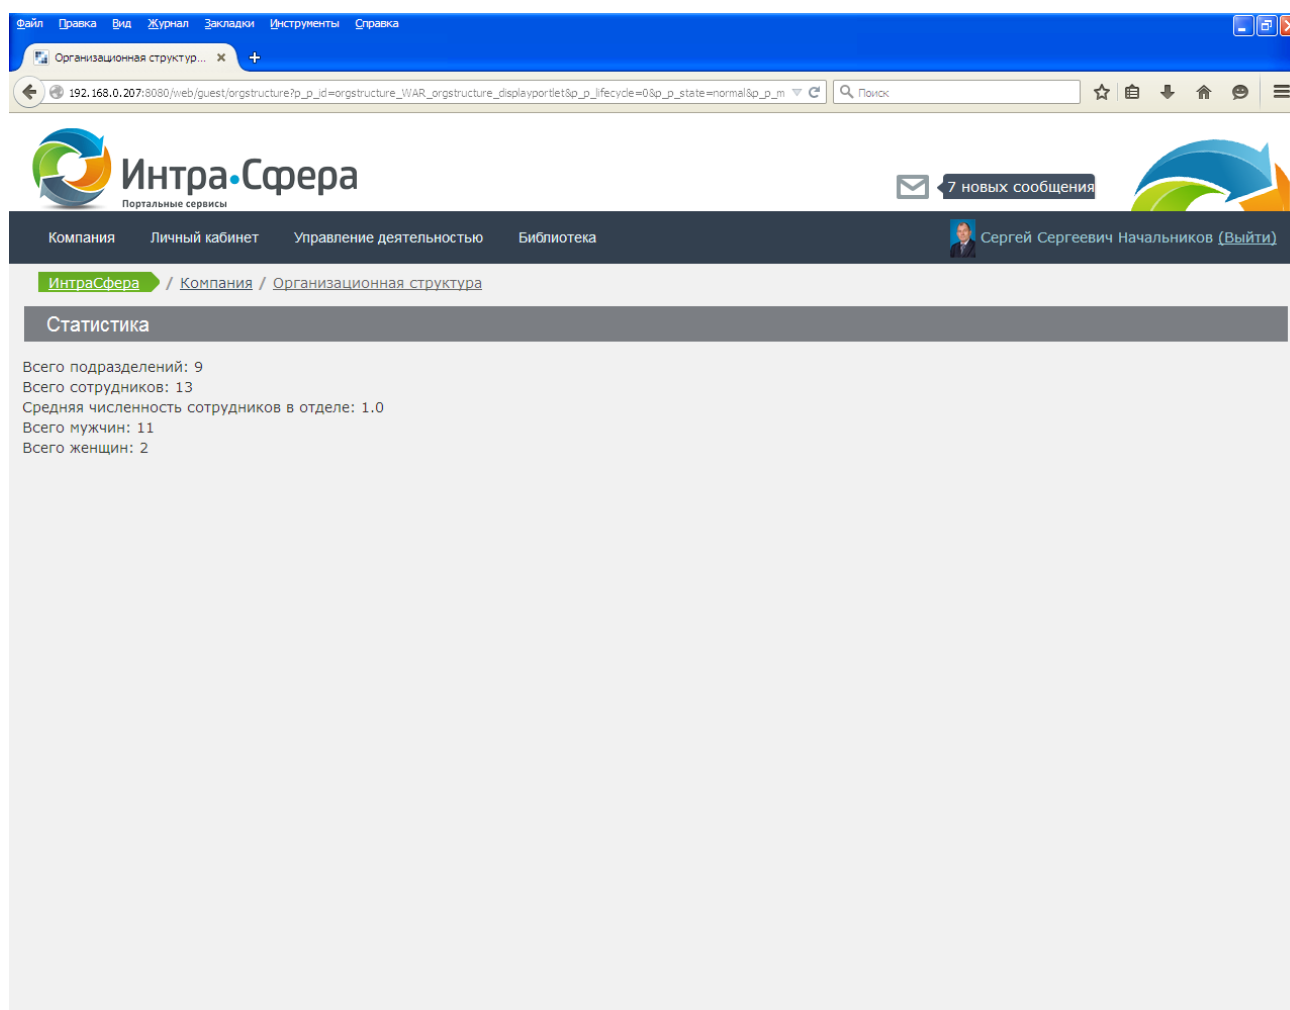 Файл Правка Вид Журнал Закладки Инструменты Справка
Организационная структур...
192.168.0.207:8080/web/guest/orgstructure?p_p_id=orgstructure_WAR_orgstructure_displayportlet&p_p_lifecycle=0&p_p_state=normal&p_p_m Поиск
Интра•Сфера
Портальные сервисы
7 новых сообщения
Компания Личный кабинет Управление деятельностью Библиотека Сергей Сергеевич Начальников (Выйти)
ИнтраСфера / Компания / Организационная структура
Статистика
Всего подразделений: 9
Всего сотрудников: 13
Средняя численность сотрудников в отделе: 1.0
Всего мужчин: 11
Всего женщин: 2